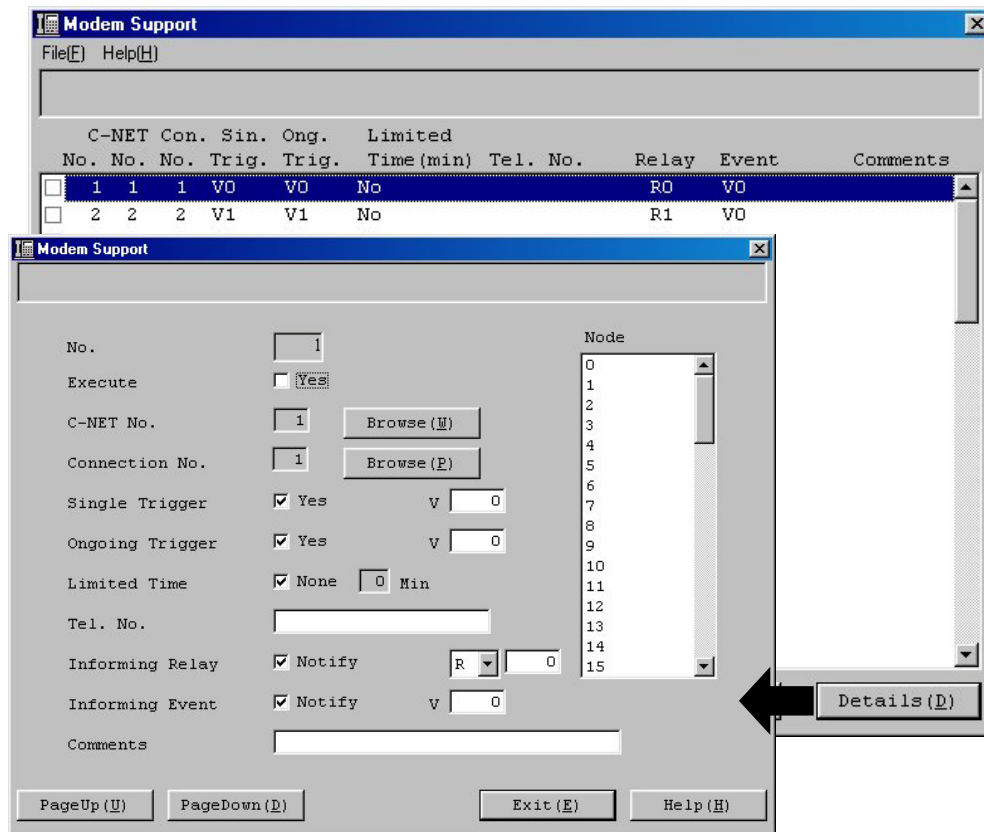 Modem Support
File(F) Help(H)
C-NET Con. Sin. Ong. Limited
No. No. No. Trig. Trig. Time(min) Tel. No. Relay Event Comments
1 1 1 V0 V0 No R0 V0
2 2 2 V1 V1 No R1 V0
Details(D)
Modem Support
No. 1
Execute Yes
C-NET No. 1 Browse(W)
Connection No. 1 Browse(P)
Single Trigger Yes V 0
Ongoing Trigger Yes V 0
Limited Time None 0 Min
Tel. No.
Informing Relay Notify R 0
Informing Event Notify V 0
Comments
Node
0
1
2
3
4
5
6
7
8
9
10
11
12
13
14
15
PageUp(U) PageDown(D) Exit(E) Help(H)